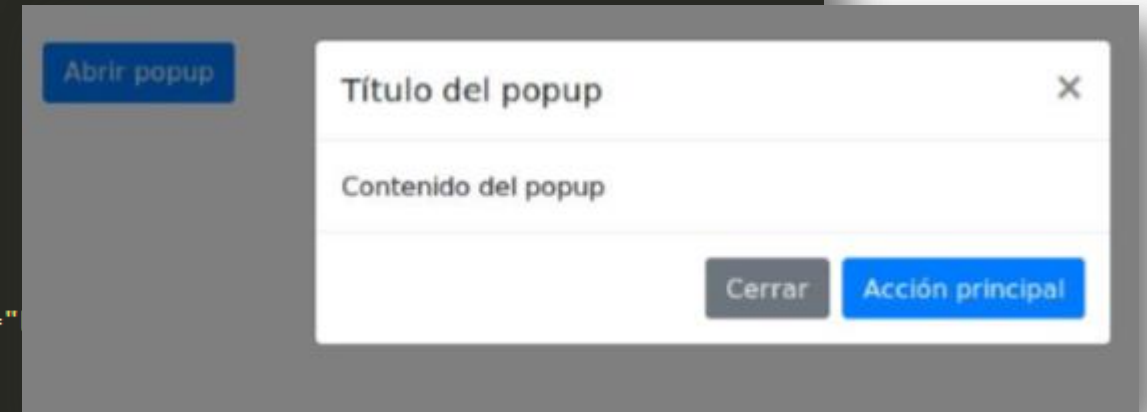 Abrir popup
Título del popup
×
Contenido del popup
Cerrar
Acción principal
="